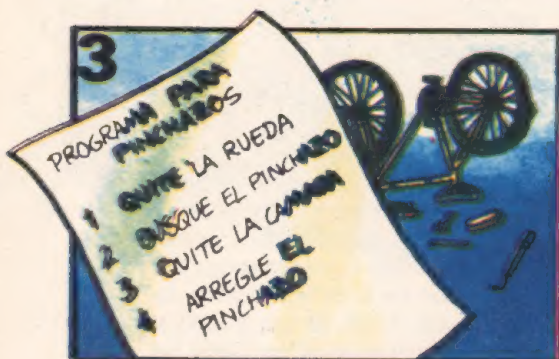 3
PROGRAMA PARA
PINCHAZOS
1 QUITE LA RUEDA
2 BUSQUE EL PINCHAZO
3 QUITE LA CAMARA
4 ARREGLE EL
PINCHAZO